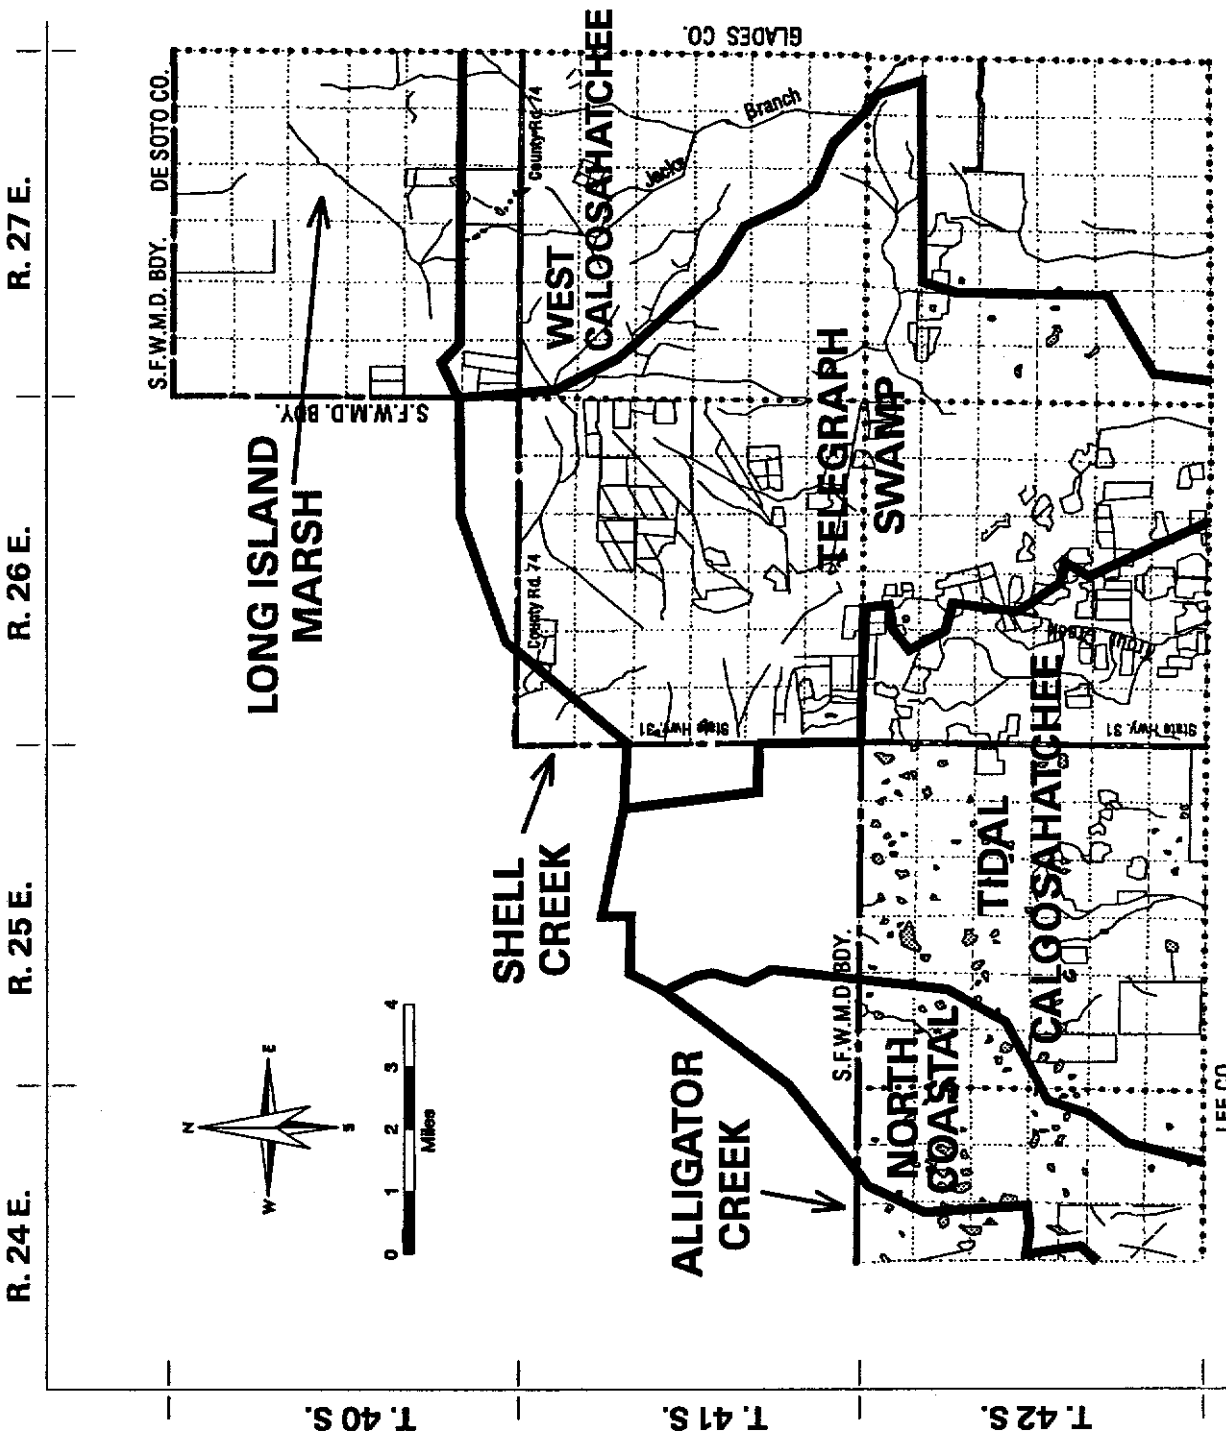 R. 24 E.
R. 25 E.
R. 26 E.
R. 27 E.
T. 40 S.
T. 41 S.
T. 42 S.
S.F.W.M.D. BDY.
DE SOTO CO.
GLADES CO.
LONG ISLAND
MARSH
S.F.W.M.D. BDY.
County Rd. 74
County Rd. 74
WEST
CALOOSAHATCHEE
Jacks
Branch
SHELL
CREEK
State Hwy. 31
TELEGRAPH
SWAMP
N
E
S
W
0 1 2 3 4
Miles
ALLIGATOR
CREEK
S.F.W.M.D. BDY.
NORTH
COASTAL
TIDAL
CALOOSAHATCHEE
Trout Creek
State Hwy. 31
LEE CO.